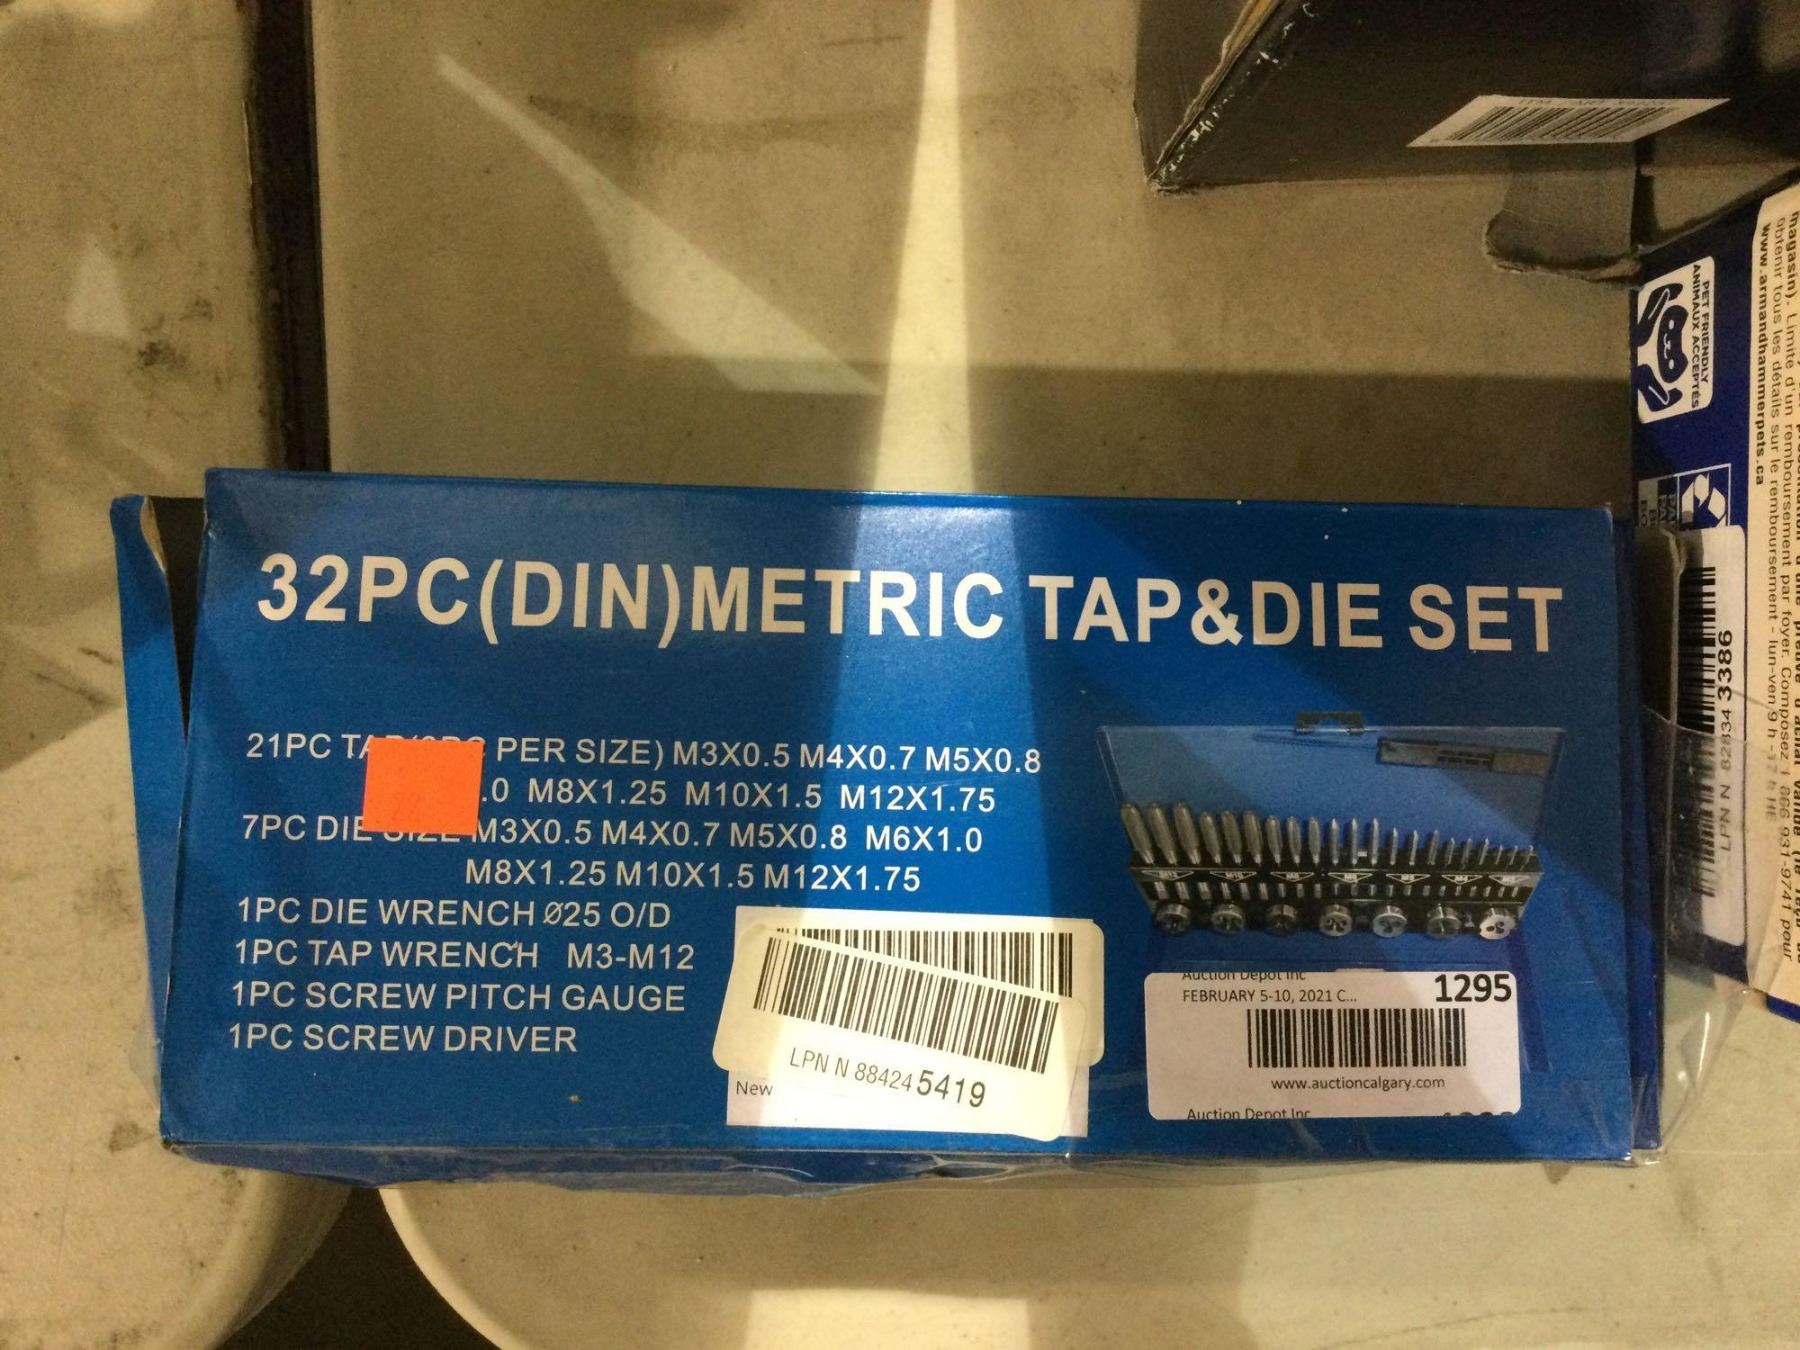 32PC(DIN)METRIC TAP&DIE SET
21PC PER SIZE) M3X0.5 M4X0.7 M5X0.8
.0 M8X1.25 M10X1.5 M12X1.75
7PC DIE SIZE M3X0.5 M4X0.7 M5X0.8 M6X1.0
M8X1.25 M10X1.5 M12X1.75
1PC DIE WRENCH Ø25 O/D
1PC TAP WRENCH M3-M12
1PC SCREW PITCH GAUGE
1PC SCREW DRIVER
LPN N 884245419
New
Auction Depot Inc
FEBRUARY 5-10, 2021 C...
1295
www.auctioncalgary.com
Auction Depot Inc
PET FRIENDLY
ANIMAUX ACCEPTÉS
magasin). Limite d'un remboursement par foyer. Composez 1 866 931-9741 pour
obtenir tous les détails sur le remboursement - lun-ven 9 h -17 h HE
www.armandhammerpets.ca
LPN N 82834 3386